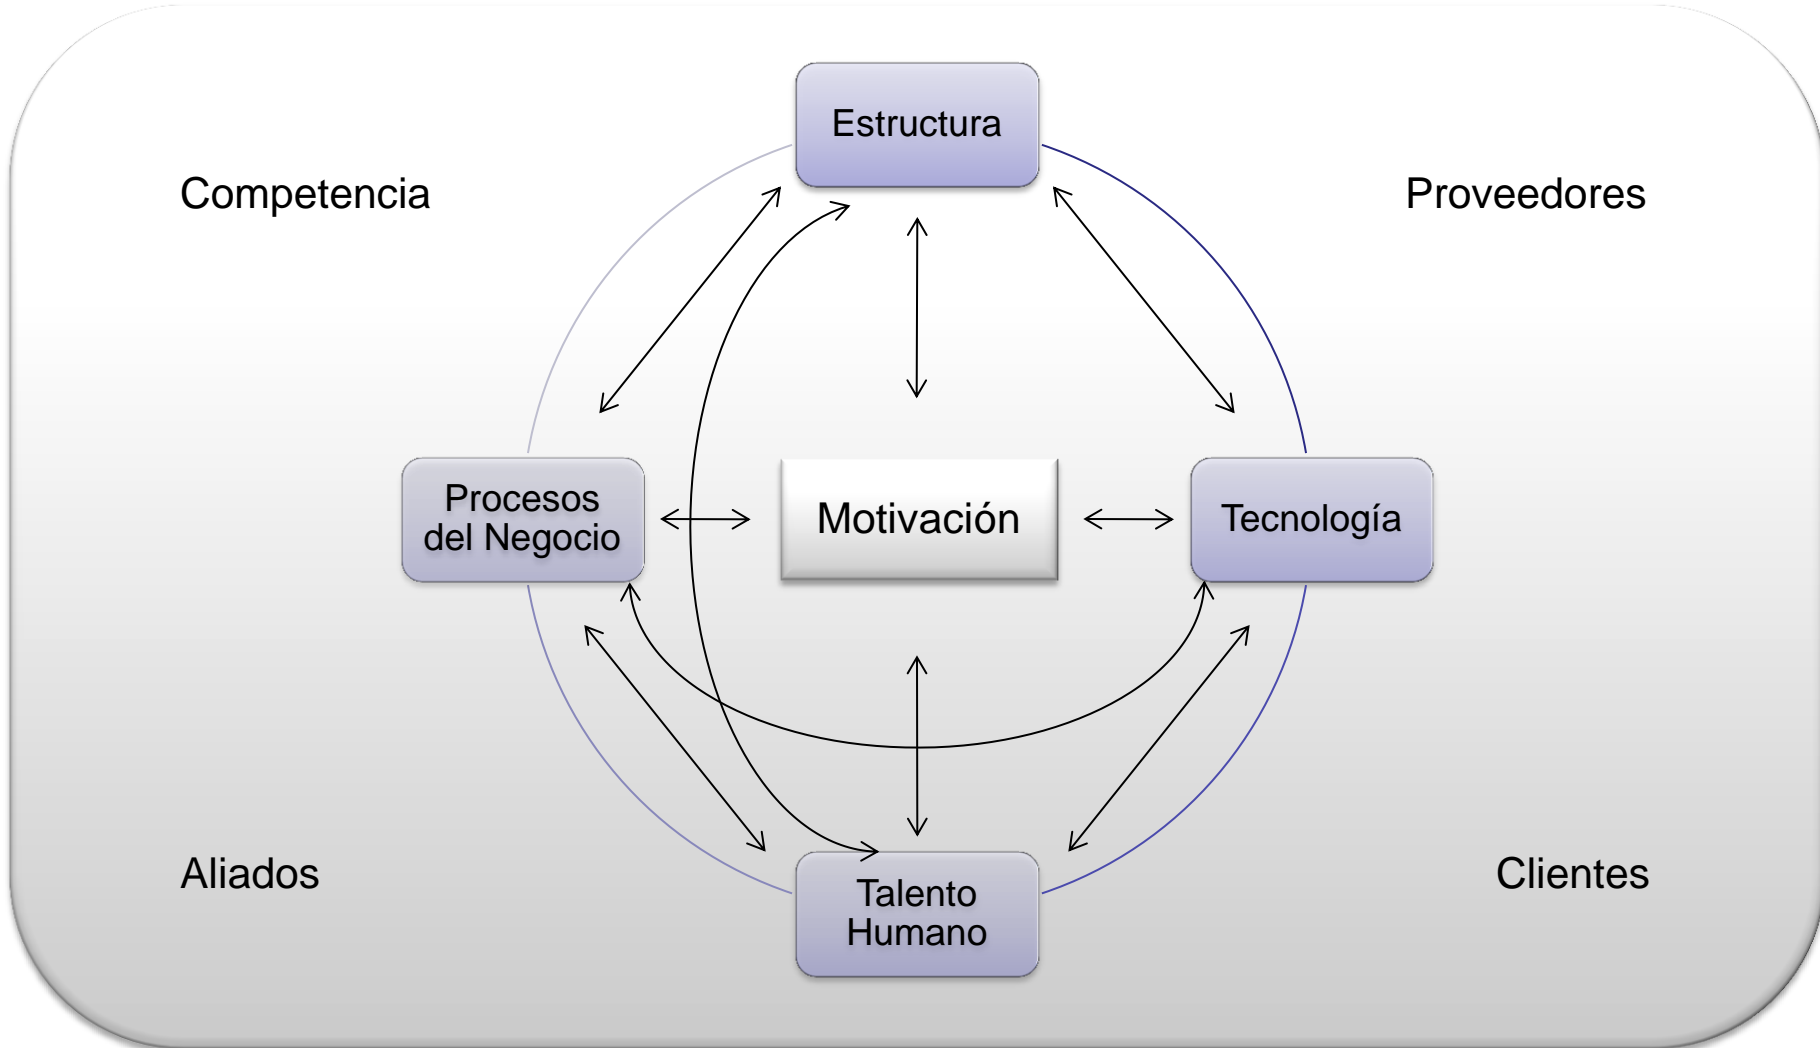 Estructura
Competencia
Proveedores
Procesos
del Negocio
Motivación
Tecnología
Aliados
Clientes
Talento
Humano